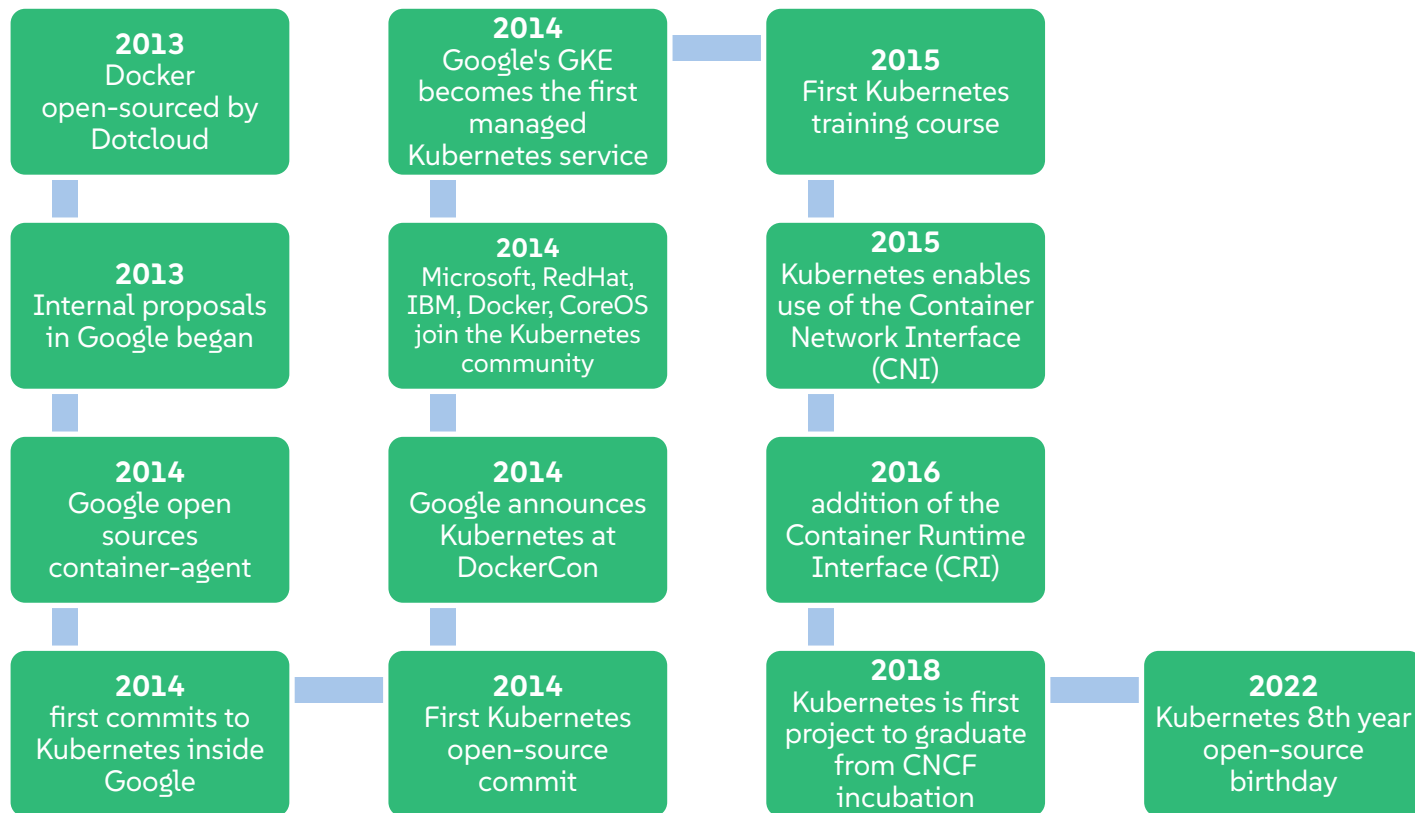 2013
Docker
open-sourced by
Dotcloud
2013
Internal proposals
in Google began
2014
Google open
sources
container-agent
2014
first commits to
Kubernetes inside
Google
2014
First Kubernetes
open-source
commit
2014
Google announces
Kubernetes at
DockerCon
2014
Microsoft, RedHat,
IBM, Docker, CoreOS
join the Kubernetes
community
2014
Google's GKE
becomes the first
managed
Kubernetes service
2015
First Kubernetes
training course
2015
Kubernetes enables
use of the Container
Network Interface
(CNI)
2016
addition of the
Container Runtime
Interface (CRI)
2018
Kubernetes is first
project to graduate
from CNCF
incubation
2022
Kubernetes 8th year
open-source
birthday